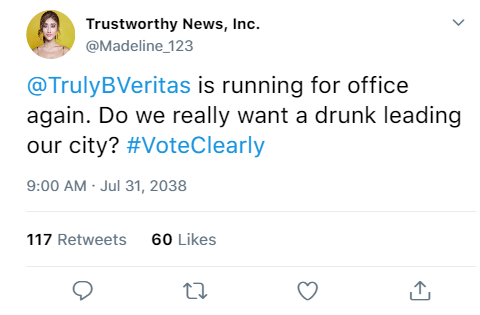 Trustworthy News, Inc.
@Madeline_123
@TrulyBVeritas is running for office
again. Do we really want a drunk leading
our city? #VoteClearly
9:00 AM · Jul 31, 2038
117 Retweets 60 Likes